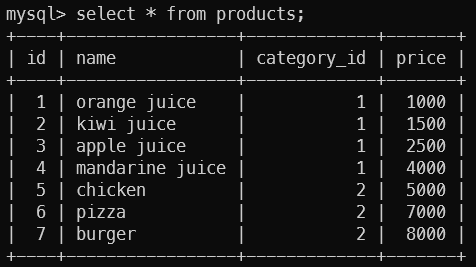 mysql> select * from products;
+----+-----------------+-------------+-------+
| id | name            | category_id | price |
+----+-----------------+-------------+-------+
|  1 | orange juice    |           1 |  1000 |
|  2 | kiwi juice      |           1 |  1500 |
|  3 | apple juice     |           1 |  2500 |
|  4 | mandarine juice |           1 |  4000 |
|  5 | chicken         |           2 |  5000 |
|  6 | pizza           |           2 |  7000 |
|  7 | burger          |           2 |  8000 |
+----+-----------------+-------------+-------+